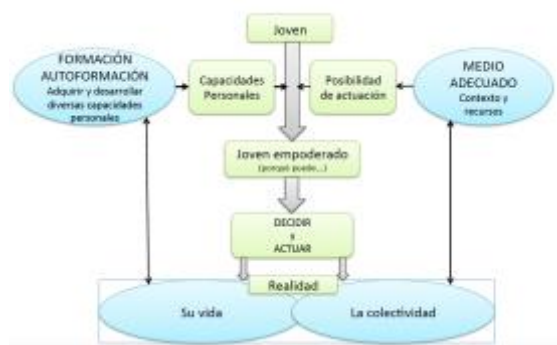 Joven
FORMACIÓN
AUTOFORMACIÓN
Adquirir y desarrollar
diversas capacidades
personales
Capacidades
Personales
Posibilidad
de actuación
MEDIO
ADECUADO
Contexto y
recursos
Joven empoderado
(porque puede...)
DECIDIR
y
ACTUAR
Realidad
Su vida
La colectividad